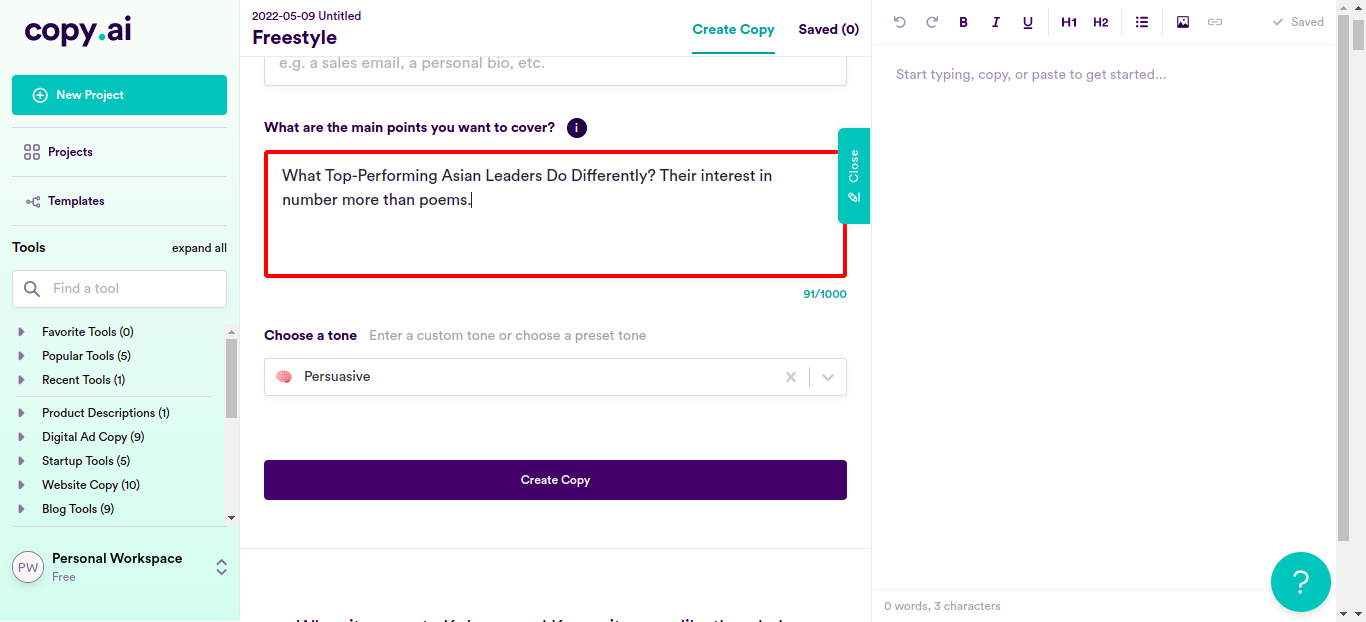 copy.ai
New Project
Projects
Templates
Tools
expand all
Find a tool
Favorite Tools (0)
Popular Tools (5)
Recent Tools (1)
Product Descriptions (1)
Digital Ad Copy (9)
Startup Tools (5)
Website Copy (10)
Blog Tools (9)
PW
Personal Workspace
Free
2022-05-09 Untitled
Freestyle
Create Copy
Saved (0)
e.g. a sales email, a personal bio, etc.
What are the main points you want to cover?
i
What Top-Performing Asian Leaders Do Differently? Their interest in
number more than poems.
91/1000
Close
Choose a tone
Enter a custom tone or choose a preset tone
Persuasive
Create Copy
B I U H1 H2
Saved
Start typing, copy, or paste to get started...
0 words, 3 characters
?